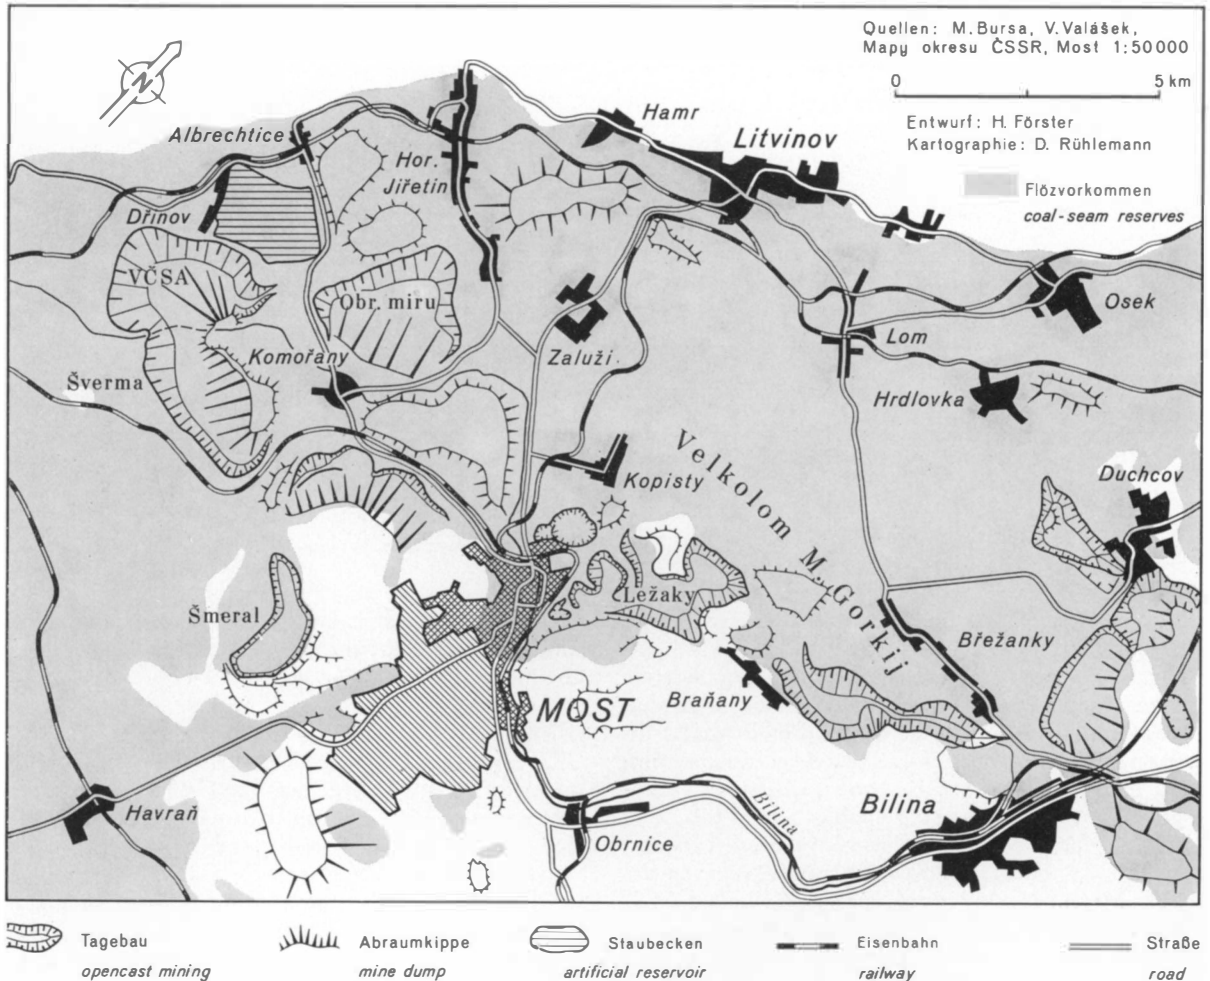 Quellen: M. Bursa, V. Valášek,
Mapy okresu ČSSR, Most 1:50000
0 5 km
Entwurf: H. Förster
Kartographie: D. Rühlemann
Flözvorkommen
coal-seam reserves
N
Hamr
Litvinov
Albrechtice
Hor.
Jiřetin
Dřinov
VČSA
Obr. miru
Osek
Lom
Komořany
Zaluži
Šverma
Hrdlovka
Velkolom M. Gorkij
Kopisty
Duchcov
Ležaky
Šmeral
Břežanky
Braňany
MOST
Havraň
Bilina
Bilina
Obrnice
Tagebau
opencast mining
Abraumkippe
mine dump
Staubecken
artificial reservoir
Eisenbahn
railway
Straße
road